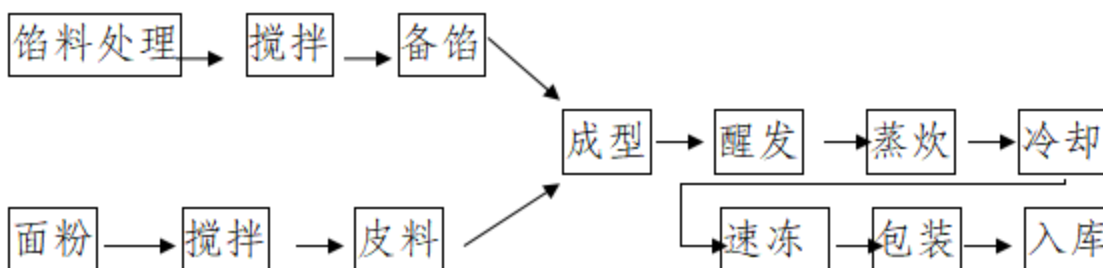 馅料处理 搅拌 备馅
成型 醒发 蒸炊 冷却
面粉 搅拌 皮料 速冻 包装 入库